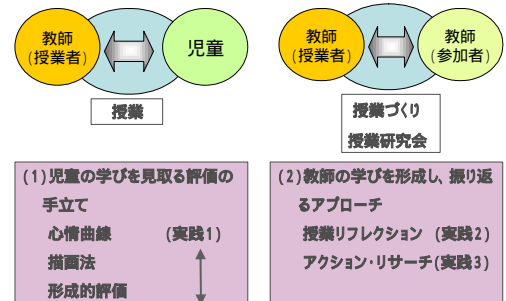 教師
(授業者)
児童
授業
教師
(授業者)
教師
(参加者)
授業づくり
授業研究会
(1)児童の学びを見取る評価の
手立て
心情曲線 (実践1)
描画法
形成的評価
(2)教師の学びを形成し、振り返
るアプローチ
授業リフレクション (実践2)
アクション・リサーチ(実践3)